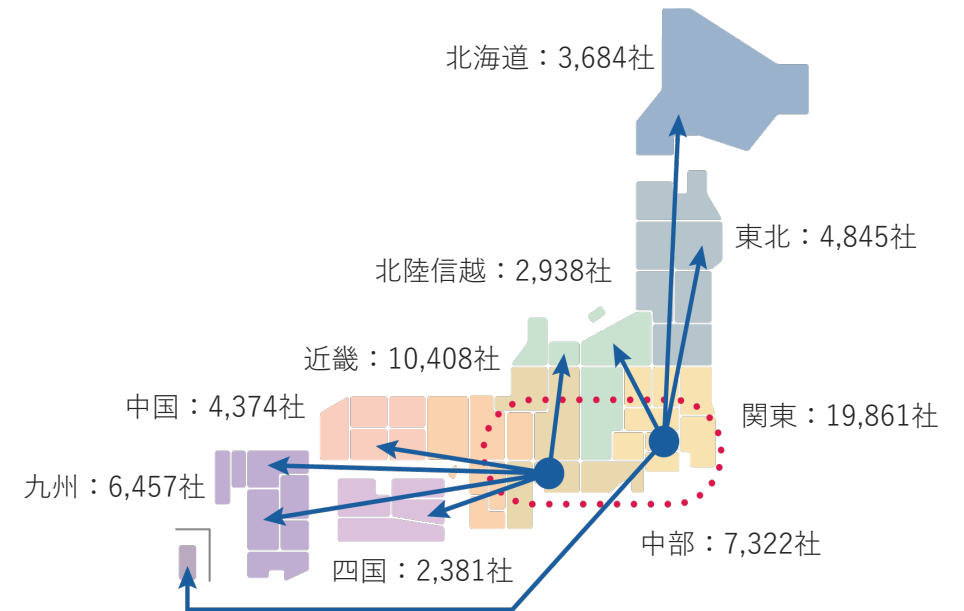 北海道：3,684社
東北：4,845社
北陸信越：2,938社
近畿：10,408社
中国：4,374社
関東：19,861社
九州：6,457社
中部：7,322社
四国：2,381社